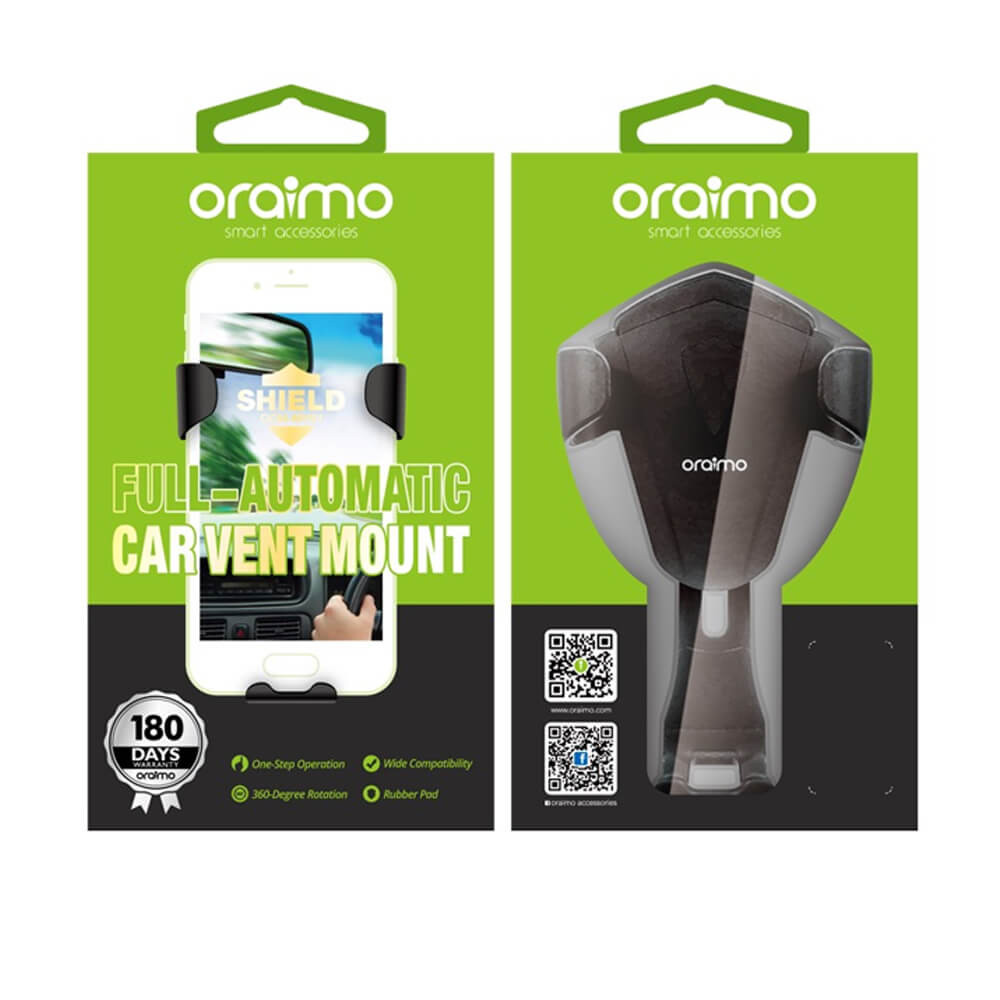 oraimo
smart accessories
SHIELD
FULL-AUTOMATIC
CAR VENT MOUNT
180
DAYS
WARRANTY
oraimo
One-Step Operation
Wide Compatibility
360-Degree Rotation
Rubber Pad
oraimo
smart accessories
oraimo
www.oraimo.com
f
oraimo accessories